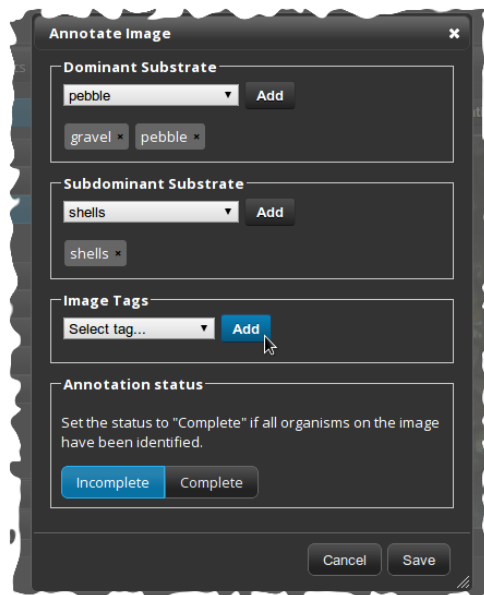 Annotate Image ×
Dominant Substrate
pebble Add
gravel × pebble ×
Subdominant Substrate
shells Add
shells ×
Image Tags
Select tag... Add
Annotation status
Set the status to "Complete" if all organisms on the image
have been identified.
Incomplete Complete
Cancel Save